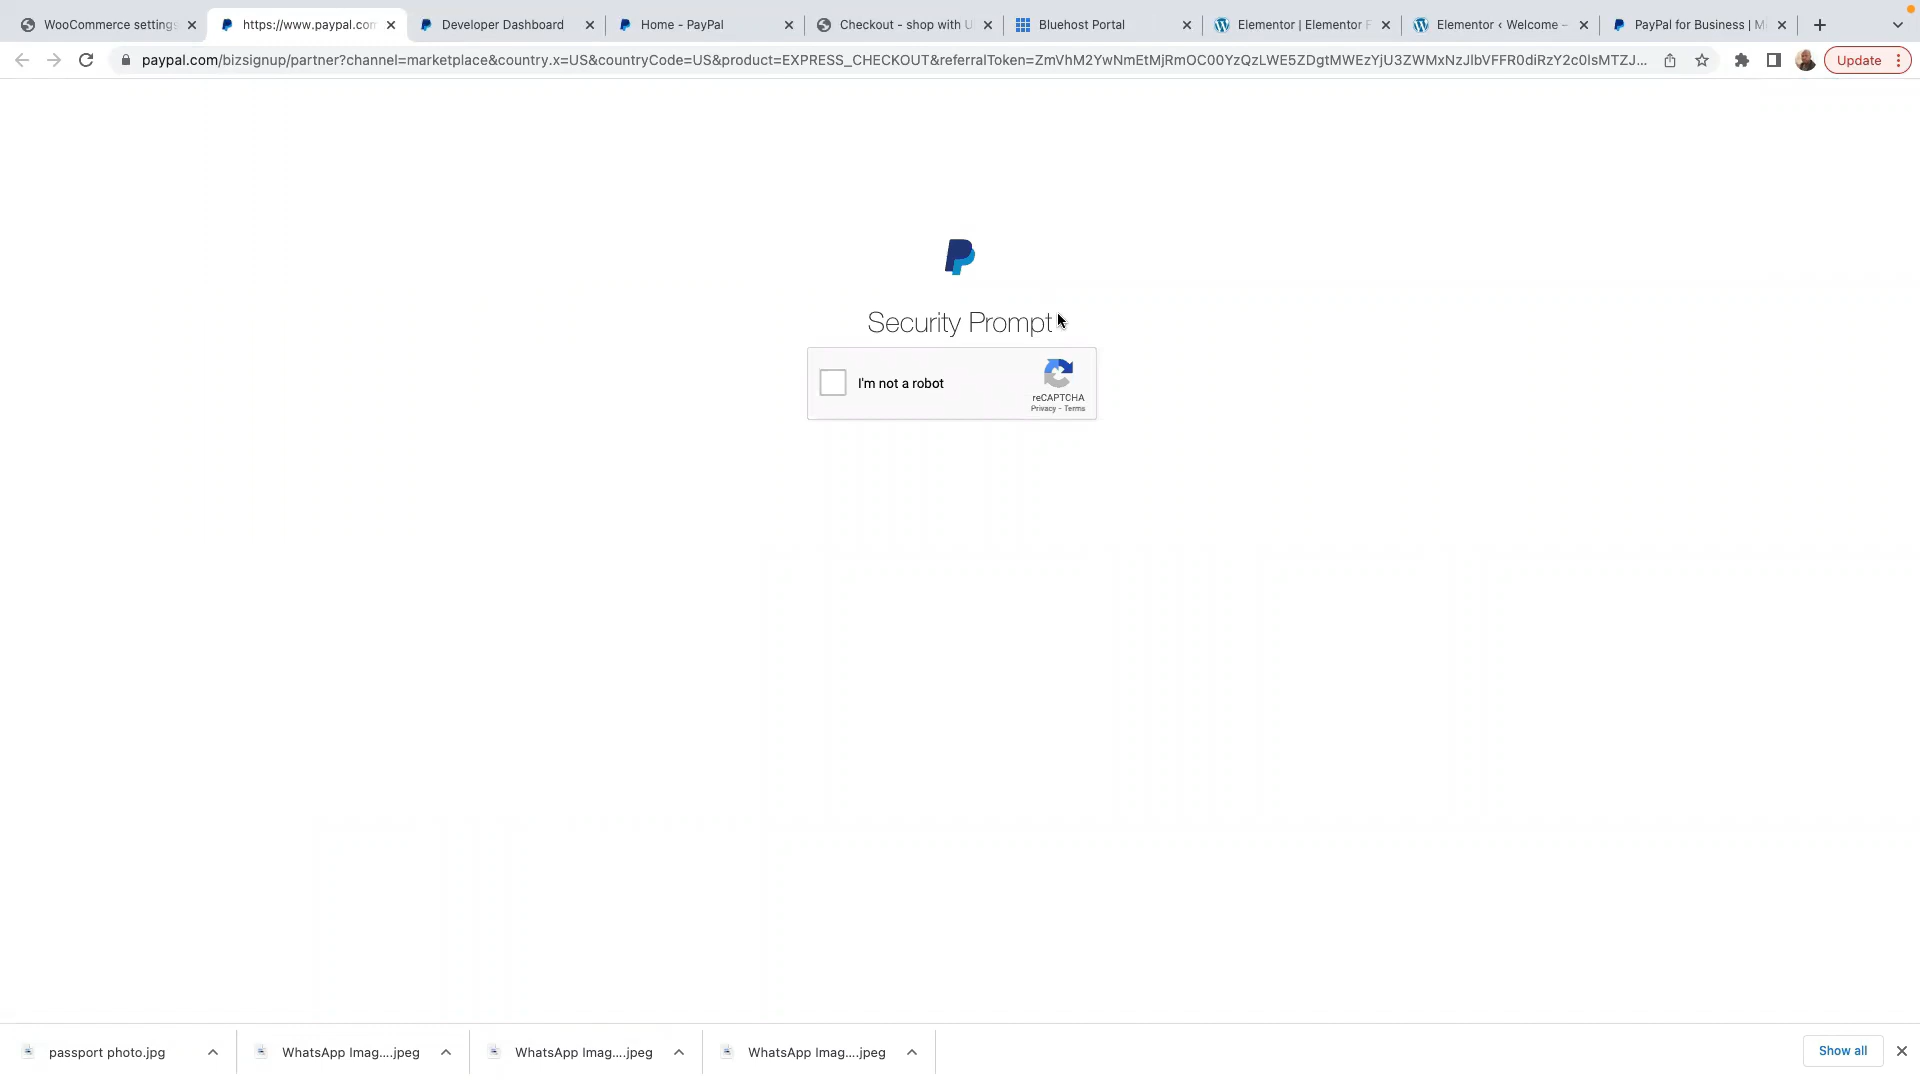 WooCommerce setting
https://www.paypal.com
Developer Dashboard
Home - PayPal
Checkout - shop with U
Bluehost Portal
Elementor | Elementor F
Elementor ‹ Welcome –
PayPal for Business | Mi
paypal.com/bizsignup/partner?channel=marketplace&country.x=US&countryCode=US&product=EXPRESS_CHECKOUT&referralToken=ZmVhM2YwNmEtMjRmOC00YzQzLWE5ZDgtMWEzYjU3ZWMxNzJlbVFFR0diRzY2c0lsMTZJ...
Update
Security Prompt
I'm not a robot
reCAPTCHA
Privacy - Terms
passport photo.jpg
WhatsApp Imag....jpeg
WhatsApp Imag....jpeg
WhatsApp Imag....jpeg
Show all